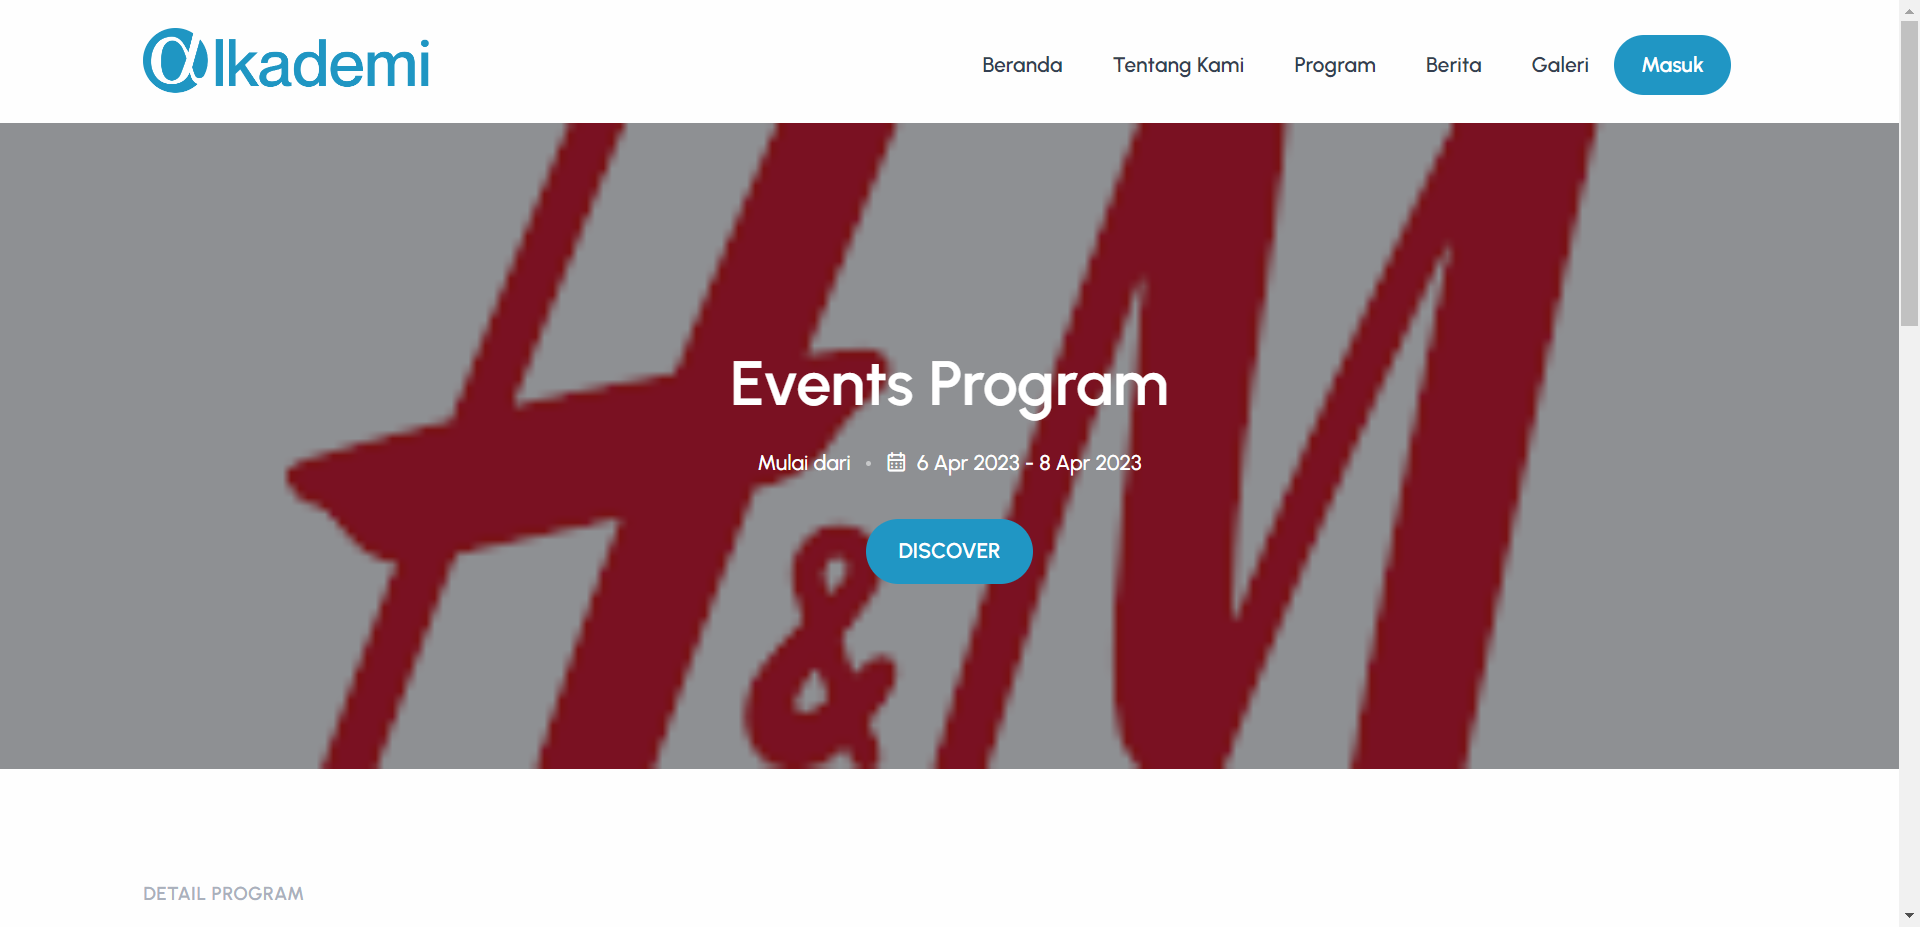 @lkademi
Beranda Tentang Kami Program Berita Galeri Masuk
H&M
Events Program
Mulai dari • 6 Apr 2023 - 8 Apr 2023
DISCOVER
DETAIL PROGRAM